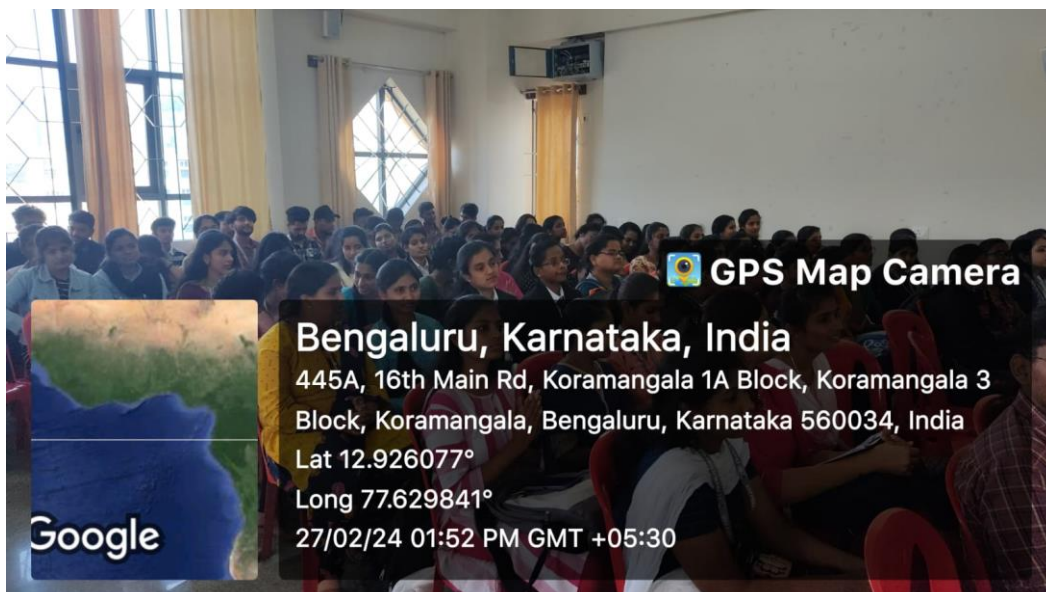 GPS Map Camera
Bengaluru, Karnataka, India
445A, 16th Main Rd, Koramangala 1A Block, Koramangala 3
Block, Koramangala, Bengaluru, Karnataka 560034, India
Lat 12.926077°
Long 77.629841°
27/02/24 01:52 PM GMT +05:30
Google